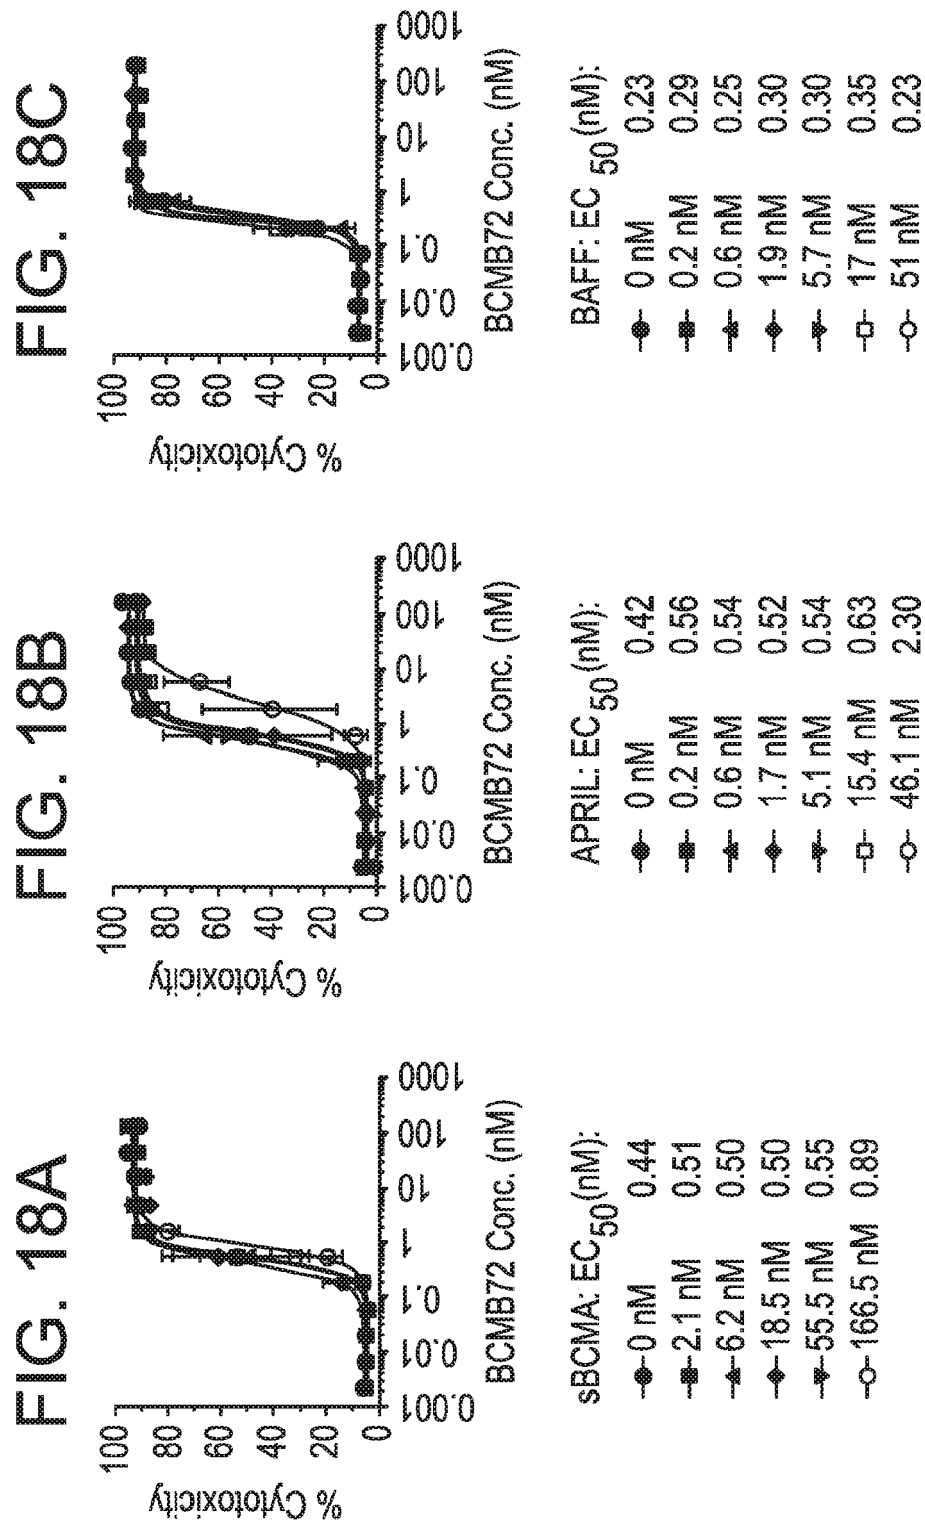 FIG. 18A
% Cytotoxicity
100
80
60
40
20
0
0.001 0.01 0.1 1 10 100 1000
BCMB72 Conc. (nM)
sBCMA: EC50(nM):
0 nM 0.44
2.1 nM 0.51
6.2 nM 0.50
18.5 nM 0.50
55.5 nM 0.55
166.5 nM 0.89
FIG. 18B
% Cytotoxicity
100
80
60
40
20
0
0.001 0.01 0.1 1 10 100 1000
BCMB72 Conc. (nM)
APRIL: EC50(nM):
0 nM 0.42
0.2 nM 0.56
0.6 nM 0.54
1.7 nM 0.52
5.1 nM 0.54
15.4 nM 0.63
46.1 nM 2.30
FIG. 18C
% Cytotoxicity
100
80
60
40
20
0
0.001 0.01 0.1 1 10 100 1000
BCMB72 Conc. (nM)
BAFF: EC50(nM):
0 nM 0.23
0.2 nM 0.29
0.6 nM 0.25
1.9 nM 0.30
5.7 nM 0.30
17 nM 0.35
51 nM 0.23